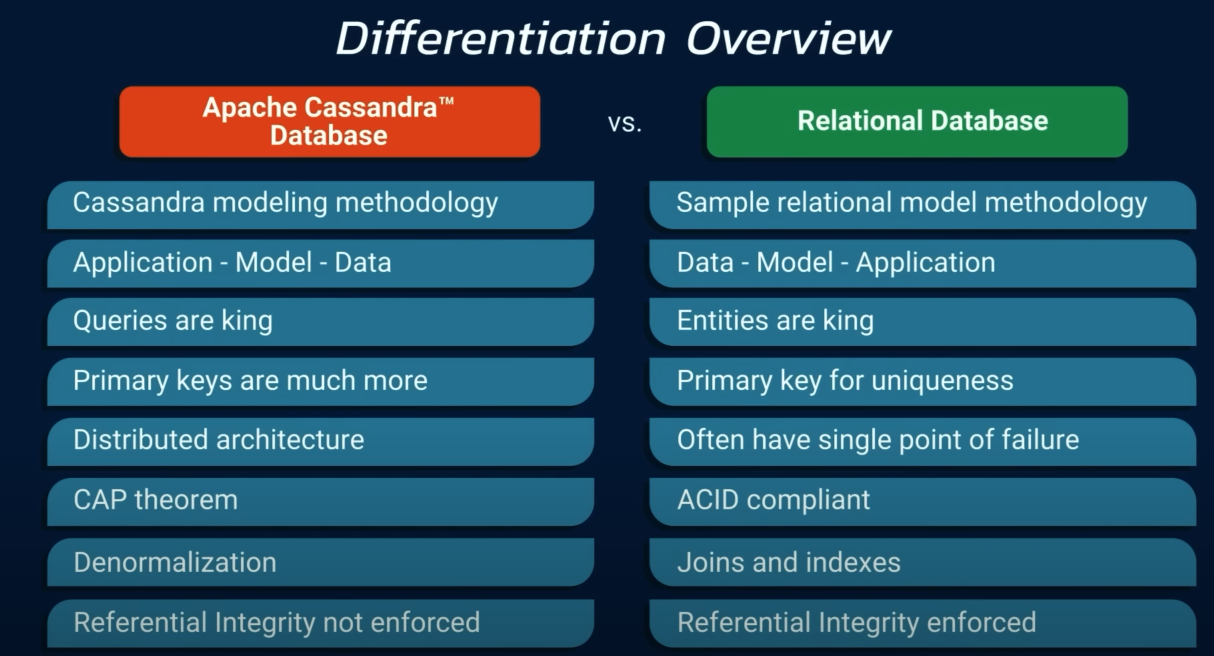 Differentiation Overview
Apache Cassandra™
Database
vs.
Relational Database
Cassandra modeling methodology
Sample relational model methodology
Application - Model - Data
Data - Model - Application
Queries are king
Entities are king
Primary keys are much more
Primary key for uniqueness
Distributed architecture
Often have single point of failure
CAP theorem
ACID compliant
Denormalization
Joins and indexes
Referential Integrity not enforced
Referential Integrity enforced